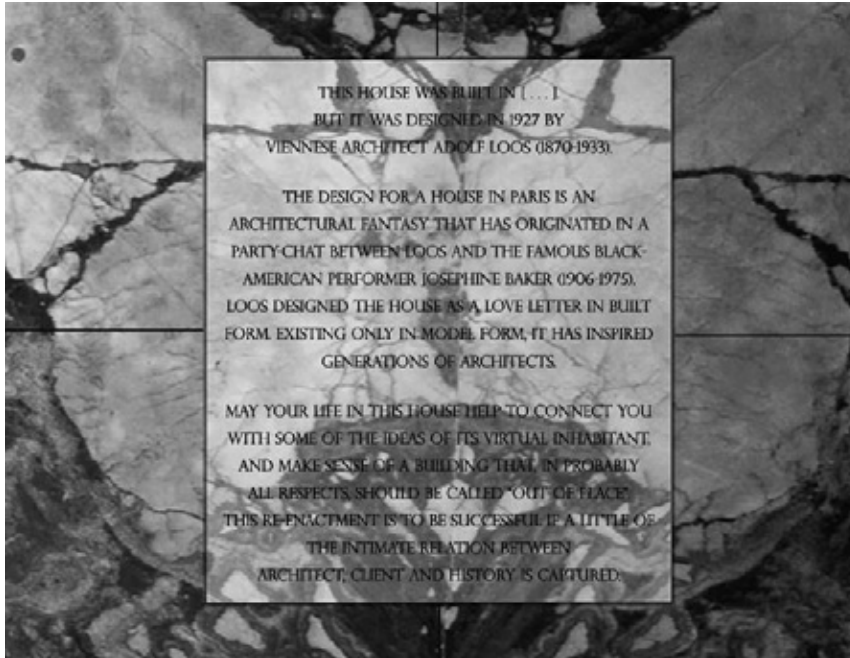 THIS HOUSE WAS BUILT IN [ . . . ]
BUT IT WAS DESIGNED IN 1927 BY
VIENNESE ARCHITECT ADOLF LOOS (1870-1933).
THE DESIGN FOR A HOUSE IN PARIS IS AN
ARCHITECTURAL FANTASY THAT HAS ORIGINATED IN A
PARTY-CHAT BETWEEN LOOS AND THE FAMOUS BLACK-
AMERICAN PERFORMER JOSEPHINE BAKER (1906-1975).
LOOS DESIGNED THE HOUSE AS A LOVE LETTER IN BUILT
FORM. EXISTING ONLY IN MODEL FORM, IT HAS INSPIRED
GENERATIONS OF ARCHITECTS.
MAY YOUR LIFE IN THIS HOUSE HELP TO CONNECT YOU
WITH SOME OF THE IDEAS OF ITS VIRTUAL INHABITANT,
AND MAKE SENSE OF A BUILDING THAT, IN PROBABLY
ALL RESPECTS, SHOULD BE CALLED "OUT OF PLACE".
THIS RE-ENACTMENT IS TO BE SUCCESSFUL IF A LITTLE OF
THE INTIMATE RELATION BETWEEN
ARCHITECT, CLIENT AND HISTORY IS CAPTURED.